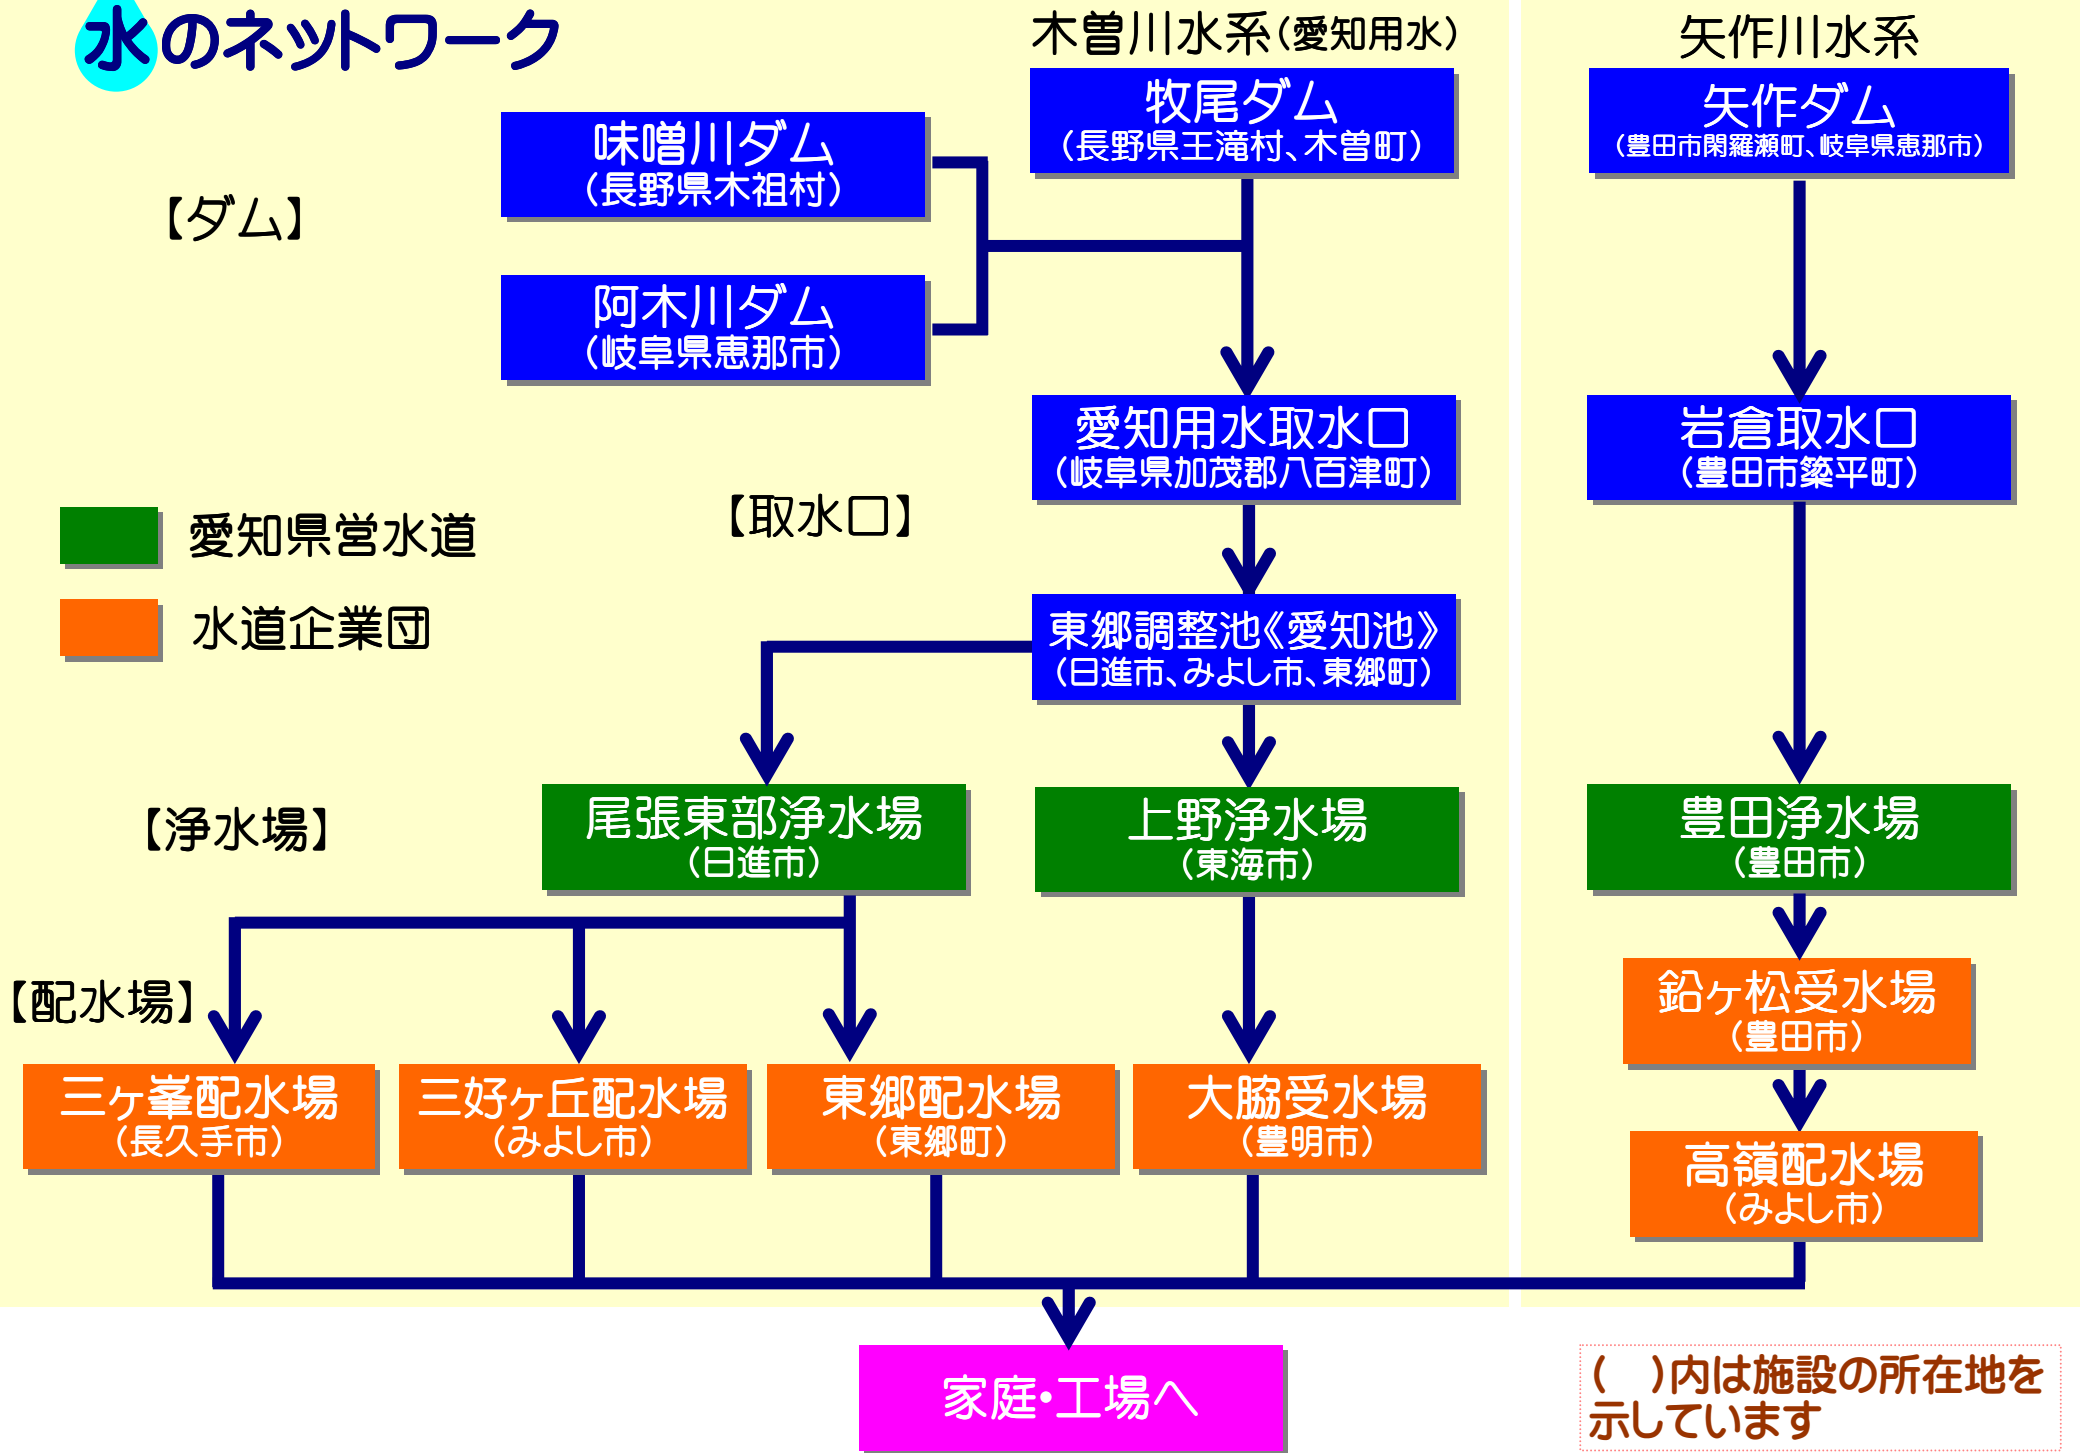 水のネットワーク
木曽川水系（愛知用水）
矢作川水系
牧尾ダム
（長野県王滝村、木曽町）
矢作ダム
（豊田市閑羅瀬町、岐阜県恵那市）
味噌川ダム
（長野県木祖村）
【ダム】
阿木川ダム
（岐阜県恵那市）
愛知用水取水口
（岐阜県加茂郡八百津町）
岩倉取水口
（豊田市簗平町）
【取水口】
愛知県営水道
水道企業団
東郷調整池《愛知池》
（日進市、みよし市、東郷町）
【浄水場】
尾張東部浄水場
（日進市）
上野浄水場
（東海市）
豊田浄水場
（豊田市）
【配水場】
鉛ヶ松受水場
（豊田市）
三ヶ峯配水場
（長久手市）
三好ヶ丘配水場
（みよし市）
東郷配水場
（東郷町）
大脇受水場
（豊明市）
高嶺配水場
（みよし市）
家庭・工場へ
（　）内は施設の所在地を
示しています